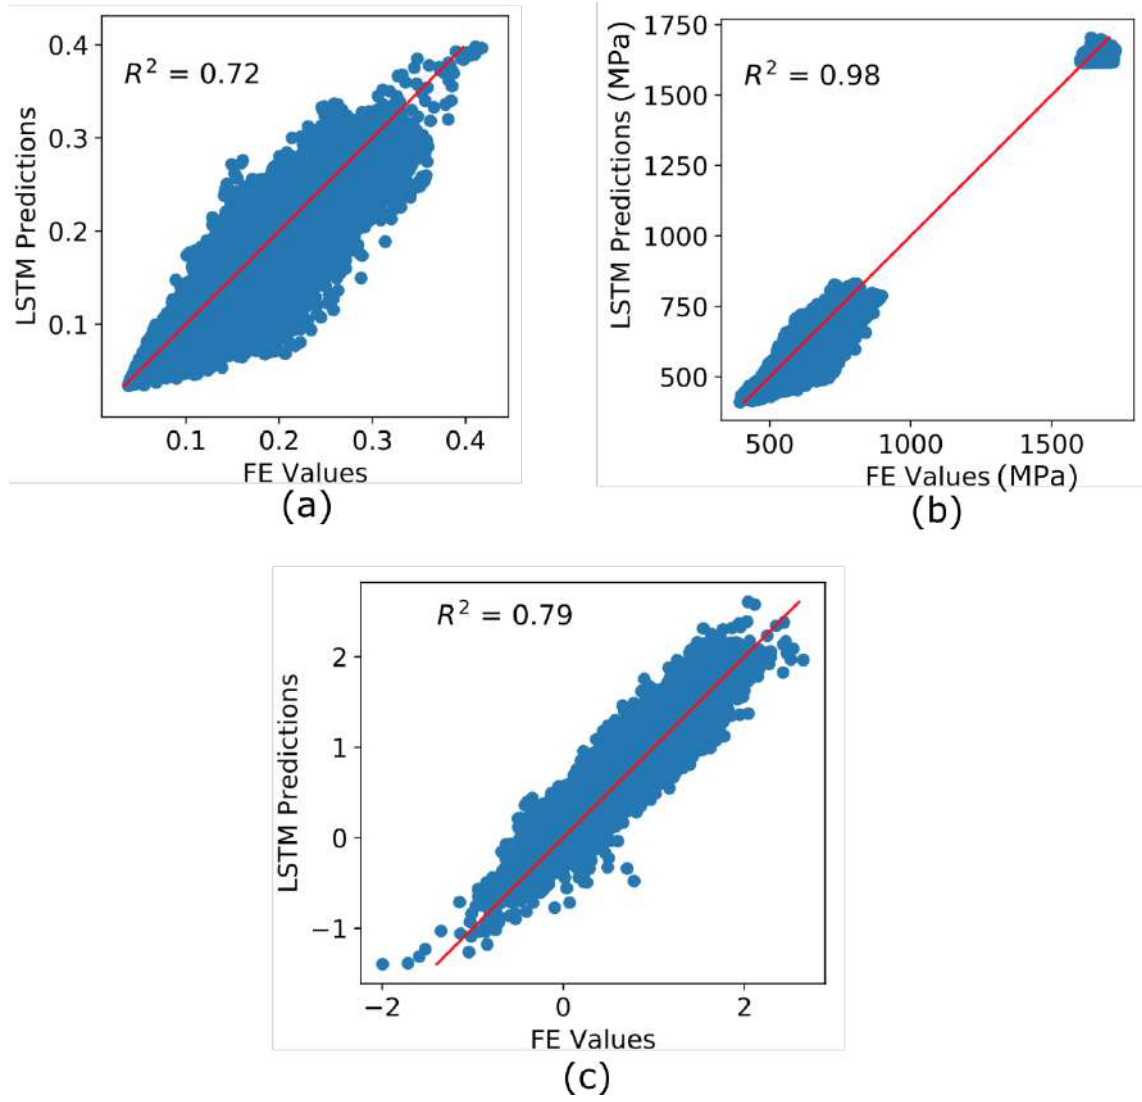 R² = 0.72
0.4
0.3
0.2
0.1
LSTM Predictions
0.1 0.2 0.3 0.4
FE Values
(a)
R² = 0.98
1750
1500
1250
1000
750
500
LSTM Predictions (MPa)
500 1000 1500
FE Values (MPa)
(b)
R² = 0.79
2
1
0
−1
LSTM Predictions
−2 0 2
FE Values
(c)